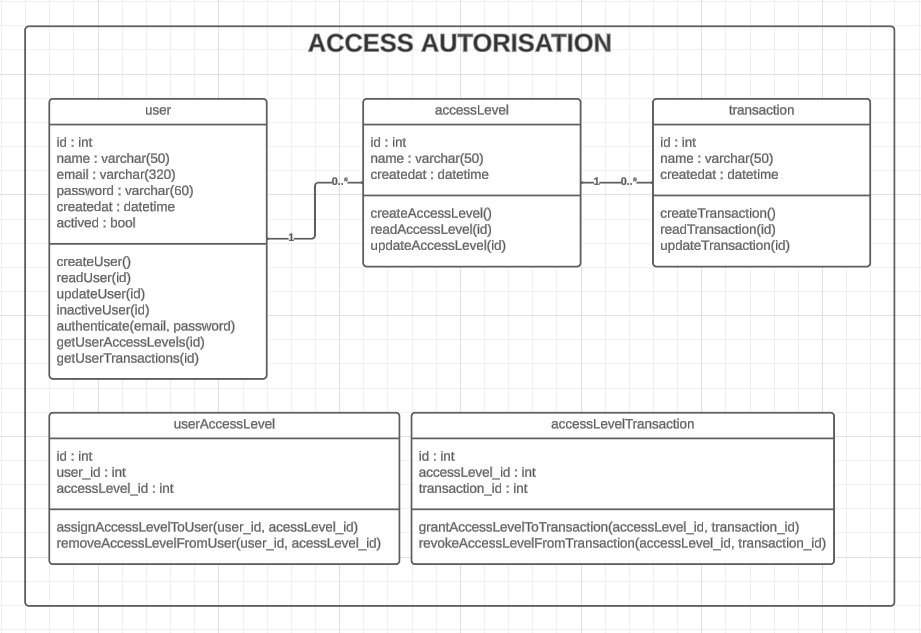 ACCESS AUTORISATION
user
id : int
name : varchar(50)
email : varchar(320)
password : varchar(60)
createdat : datetime
actived : bool
createUser()
readUser(id)
updateUser(id)
inactiveUser(id)
authenticate(email, password)
getUserAccessLevels(id)
getUserTransactions(id)
1
0..*
accessLevel
id : int
name : varchar(50)
createdat : datetime
createAccessLevel()
readAccessLevel(id)
updateAccessLevel(id)
1
0..*
transaction
id : int
name : varchar(50)
createdat : datetime
createTransaction()
readTransaction(id)
updateTransaction(id)
userAccessLevel
id : int
user_id : int
accessLevel_id : int
assignAccessLevelToUser(user_id, acessLevel_id)
removeAccessLevelFromUser(user_id, acessLevel_id)
accessLevelTransaction
id : int
accessLevel_id : int
transaction_id : int
grantAccessLevelToTransaction(accessLevel_id, transaction_id)
revokeAccessLevelFromTransaction(accessLevel_id, transaction_id)